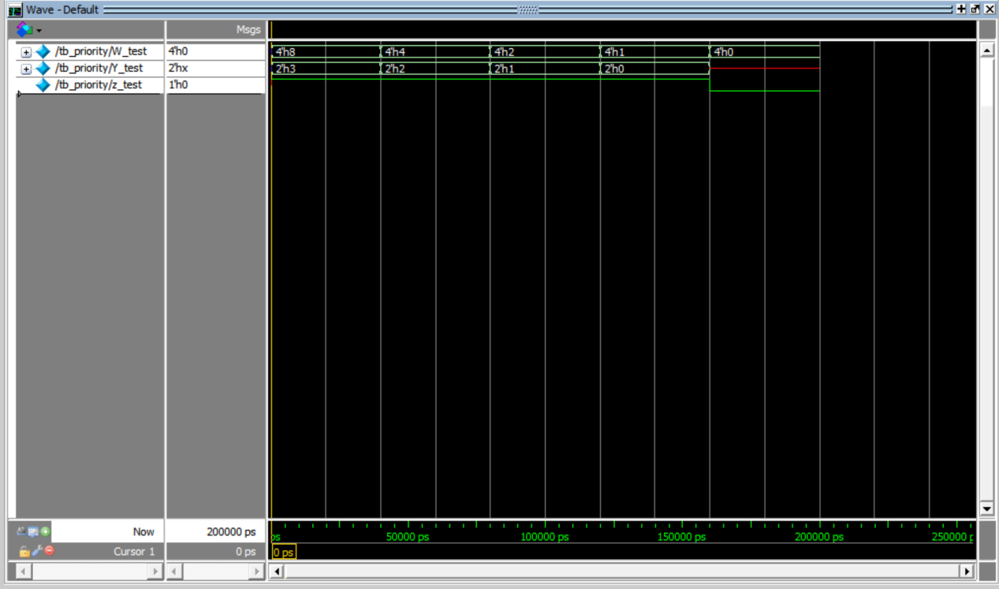 Wave - Default
Msgs
/tb_priority/W_test 4'h0 4'h8 4'h4 4'h2 4'h1 4'h0
/tb_priority/Y_test 2'hx 2'h3 2'h2 2'h1 2'h0
/tb_priority/z_test 1'h0
Now 200000 ps ps 50000 ps 100000 ps 150000 ps 200000 ps 250000 p
Cursor 1 0 ps 0 ps